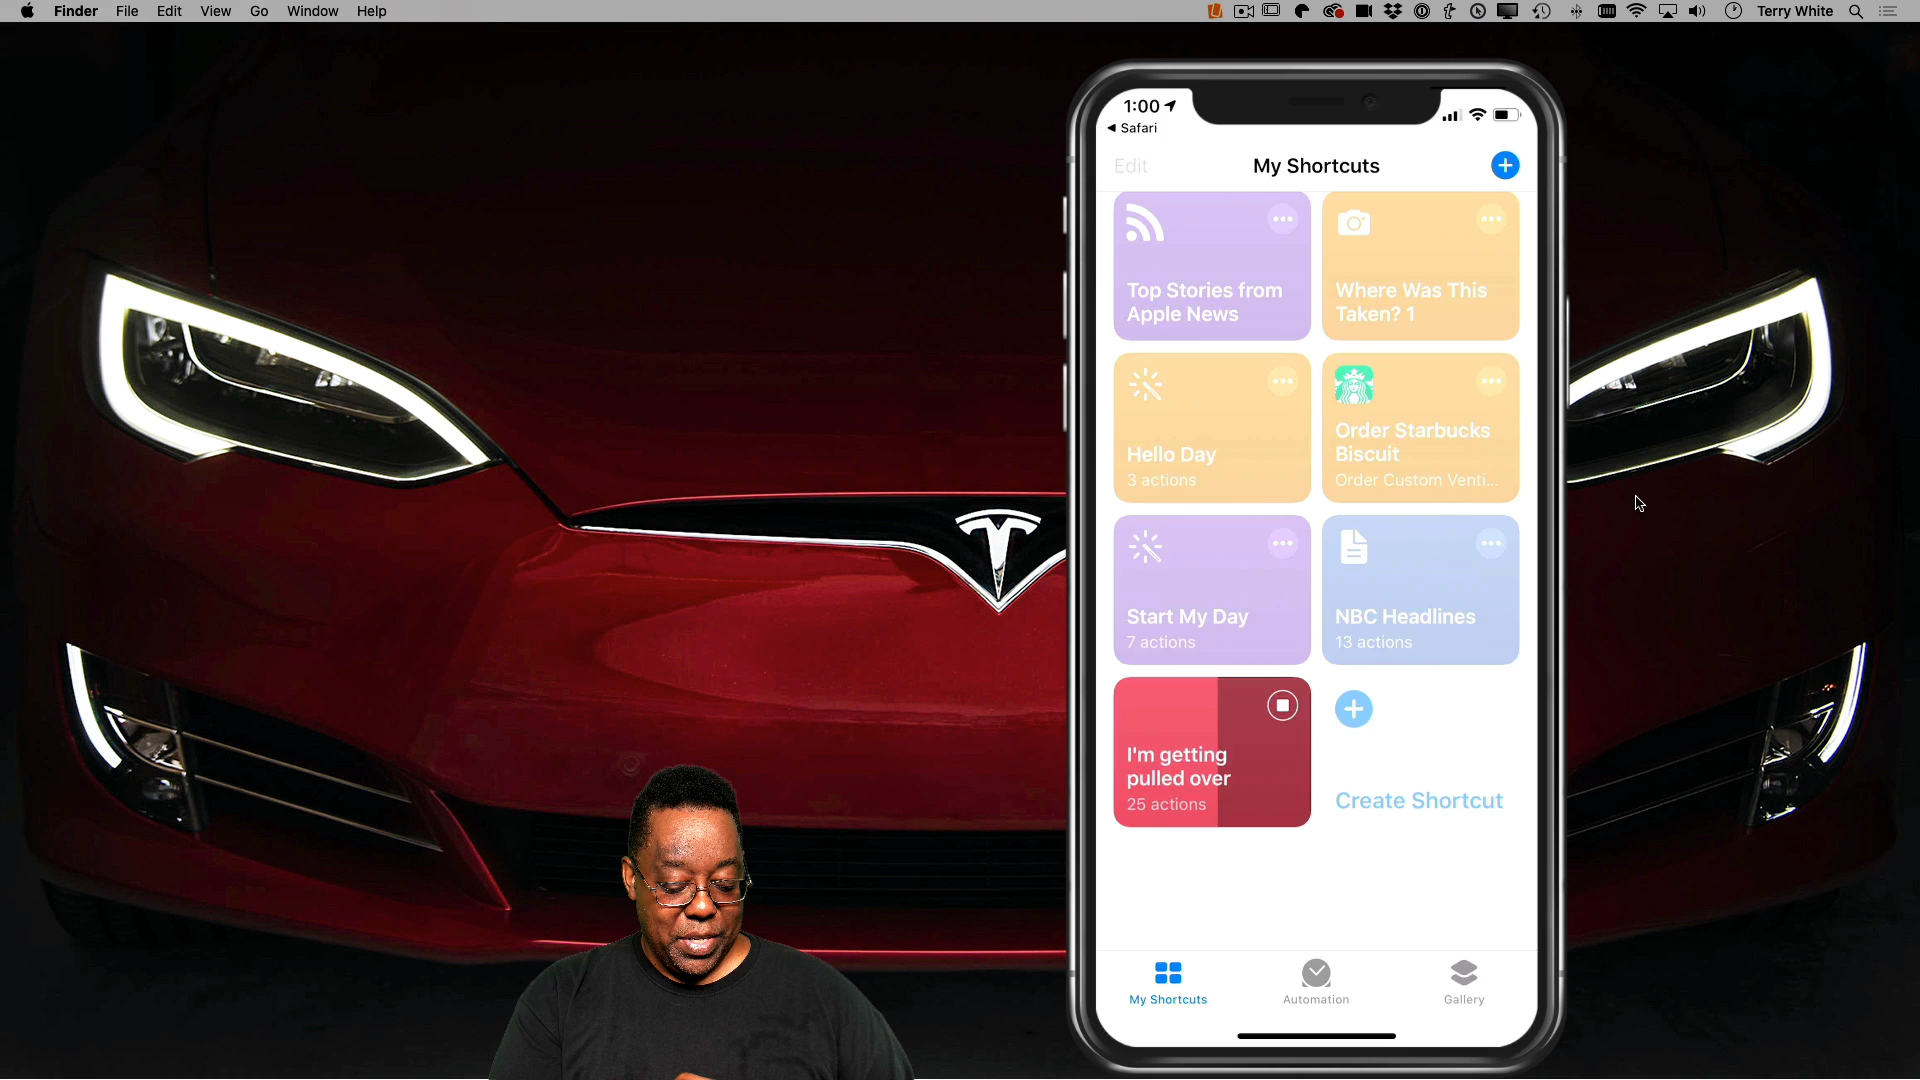 Finder File Edit View Go Window Help
Terry White
1:00
Safari
Edit
My Shortcuts
Top Stories from
Apple News
Where Was This
Taken? 1
Hello Day
3 actions
Order Starbucks
Biscuit
Order Custom Venti...
Start My Day
7 actions
NBC Headlines
13 actions
I'm getting
pulled over
25 actions
Create Shortcut
My Shortcuts
Automation
Gallery